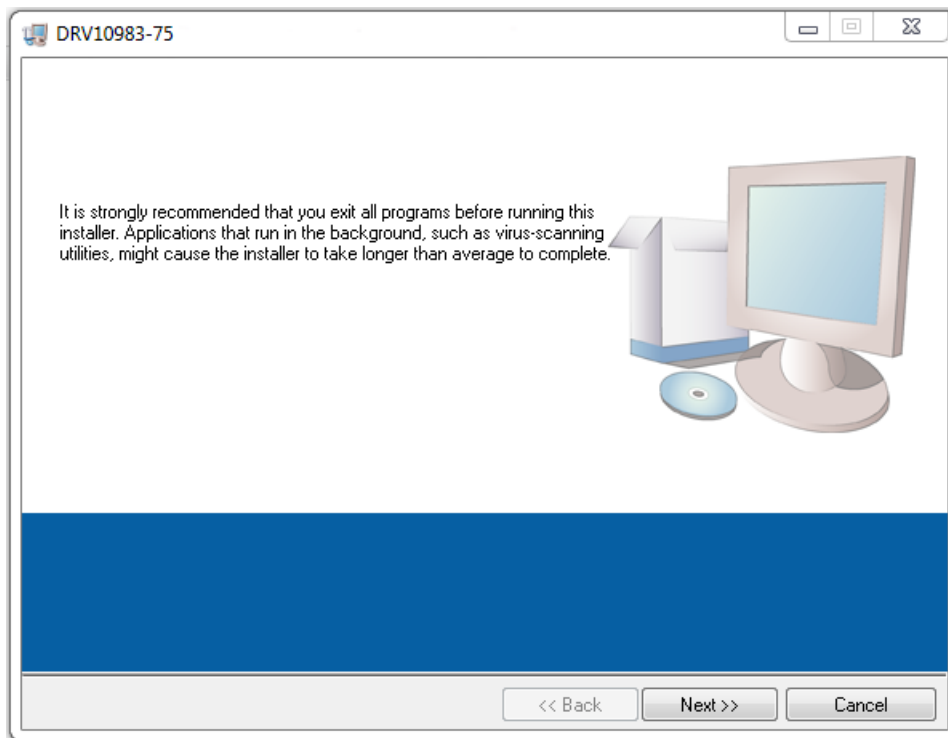 DRV10983-75
It is strongly recommended that you exit all programs before running this
installer. Applications that run in the background, such as virus-scanning
utilities, might cause the installer to take longer than average to complete.
<< Back
Next >>
Cancel